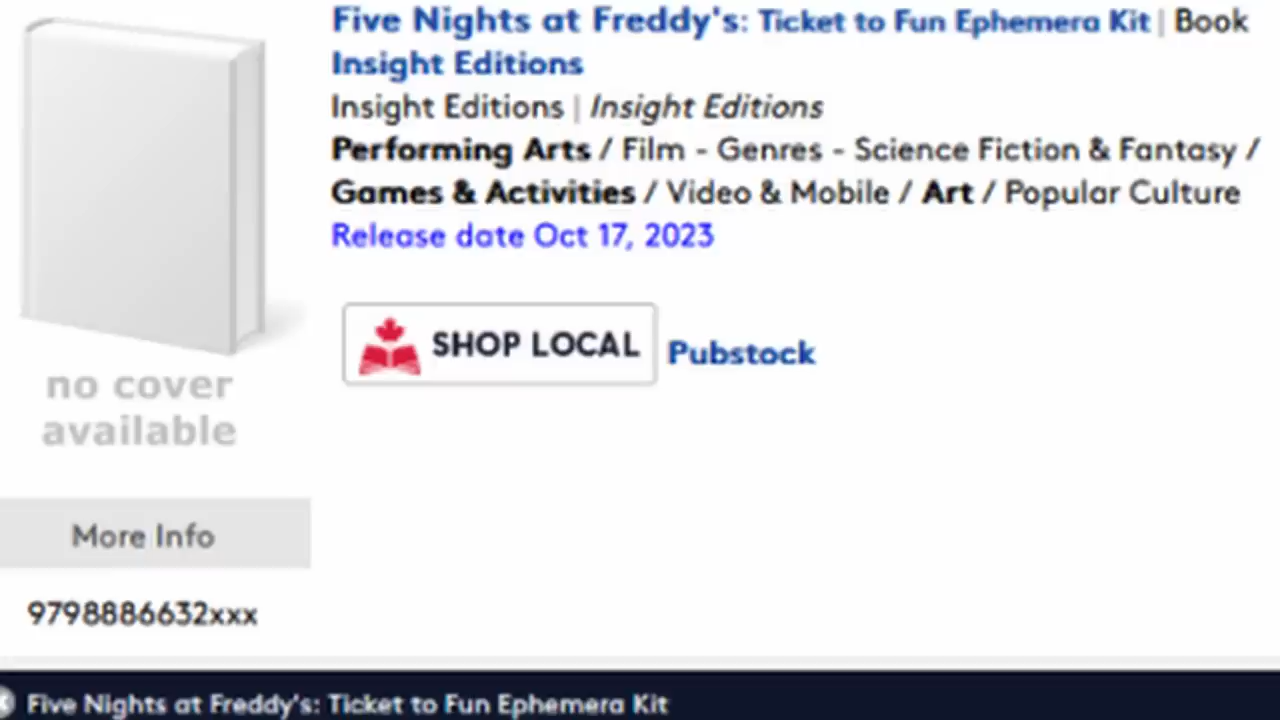 Five Nights at Freddy's: Ticket to Fun Ephemera Kit | Book
Insight Editions
Insight Editions | Insight Editions
Performing Arts / Film - Genres - Science Fiction & Fantasy /
Games & Activities / Video & Mobile / Art / Popular Culture
Release date Oct 17, 2023
SHOP LOCAL
Pubstock
no cover
available
More Info
9798886632xxx
Five Nights at Freddy's: Ticket to Fun Ephemera Kit